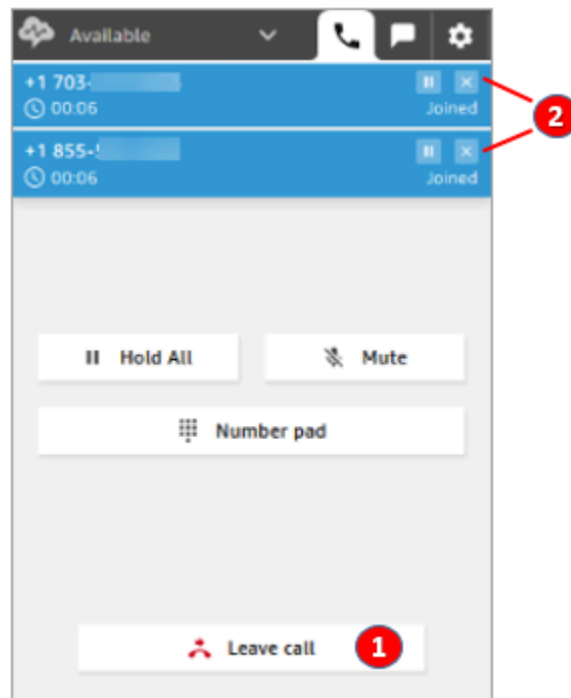 Available
+1 703-
00:06
Joined
2
+1 855-
00:06
Joined
Hold All
Mute
Number pad
Leave call
1